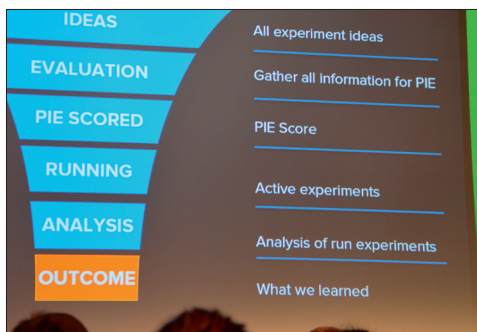 IDEAS
All experiment ideas
EVALUATION
Gather all information for PIE
PIE SCORED
PIE Score
RUNNING
Active experiments
ANALYSIS
Analysis of run experiments
OUTCOME
What we learned